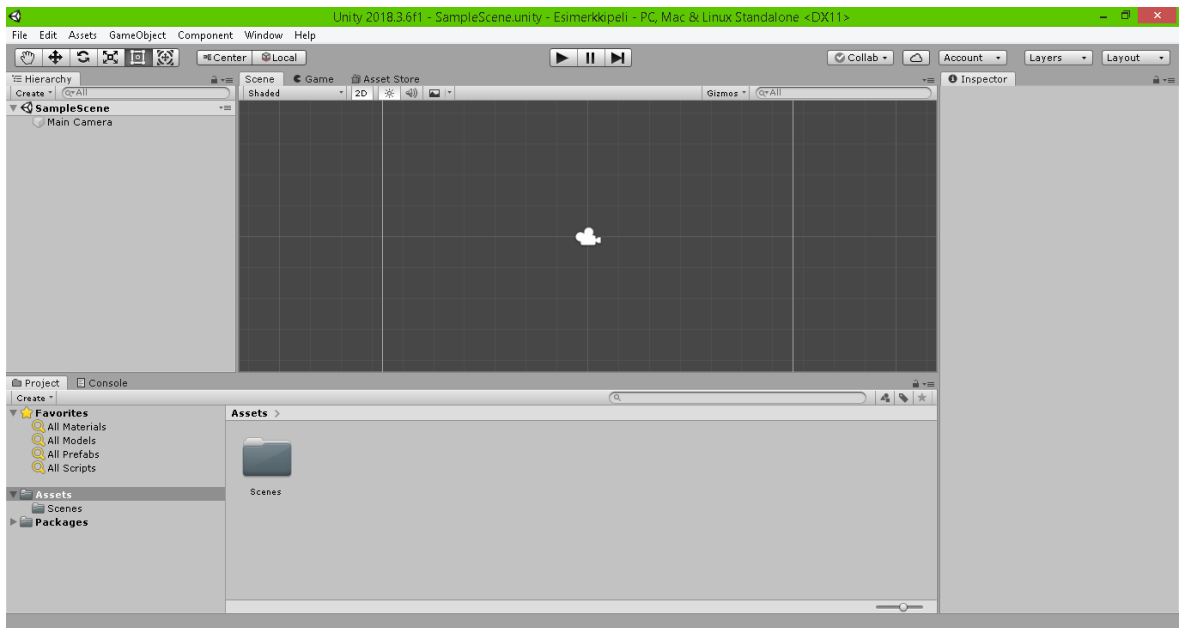 Unity 2018.3.6f1 - SampleScene.unity - Esimerkkipeli - PC, Mac & Linux Standalone <DX11>
File Edit Assets GameObject Component Window Help
Center Local Collab Account Layers Layout
Hierarchy Scene Game Asset Store Inspector
Create All Shaded 2D Gizmos All
SampleScene
Main Camera
Project Console
Create
Favorites Assets
All Materials
All Models
All Prefabs
All Scripts
Scenes
Assets
Scenes
Packages